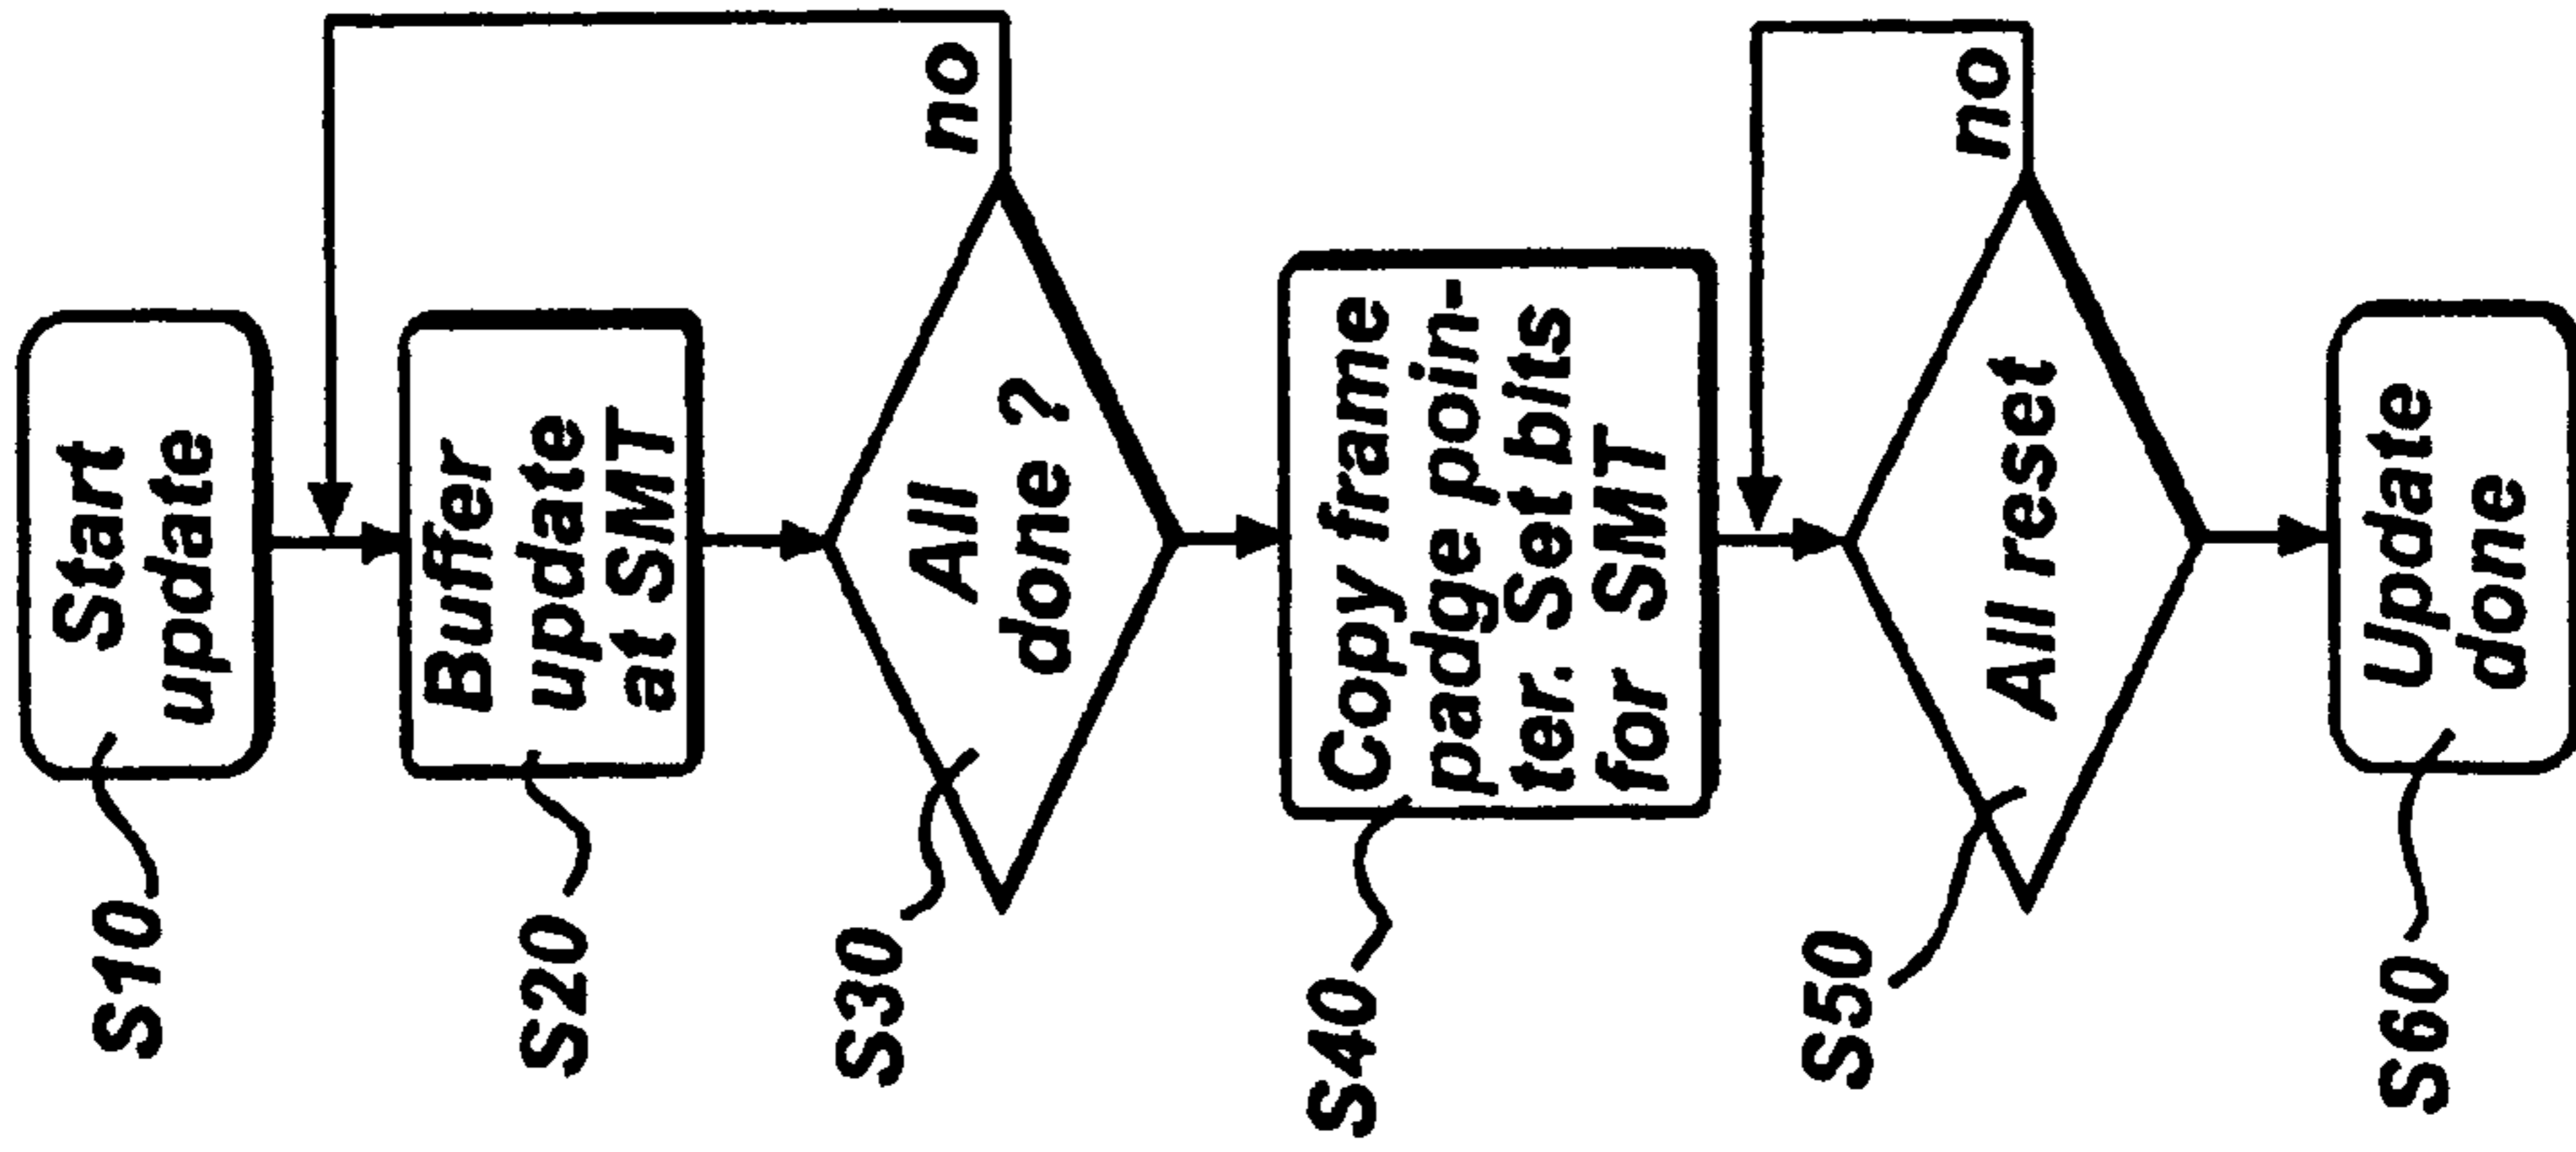 S10
Start
update
S20
Buffer
update
at SMT
S30
All
done ?
no
S40
Copy frame
padge poin-
ter. Set bits
for SMT
S50
All reset
no
S60
Update
done